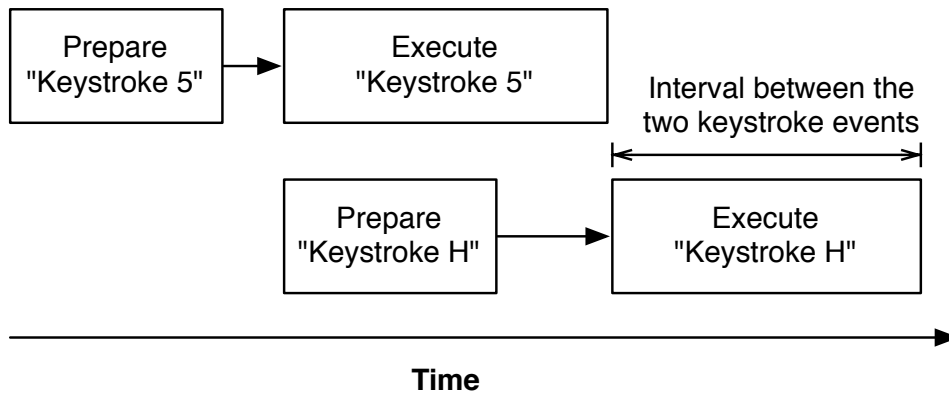 Prepare
"Keystroke 5"
Execute
"Keystroke 5"
Interval between the
two keystroke events
Prepare
"Keystroke H"
Execute
"Keystroke H"
Time